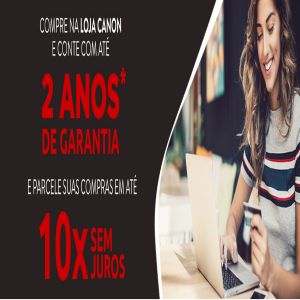 COMPRE NA LOJA CANON
E CONTE COM ATÉ
2 ANOS*
DE GARANTIA
E PARCELE SUAS COMPRAS EM ATÉ
10x SEM
JUROS